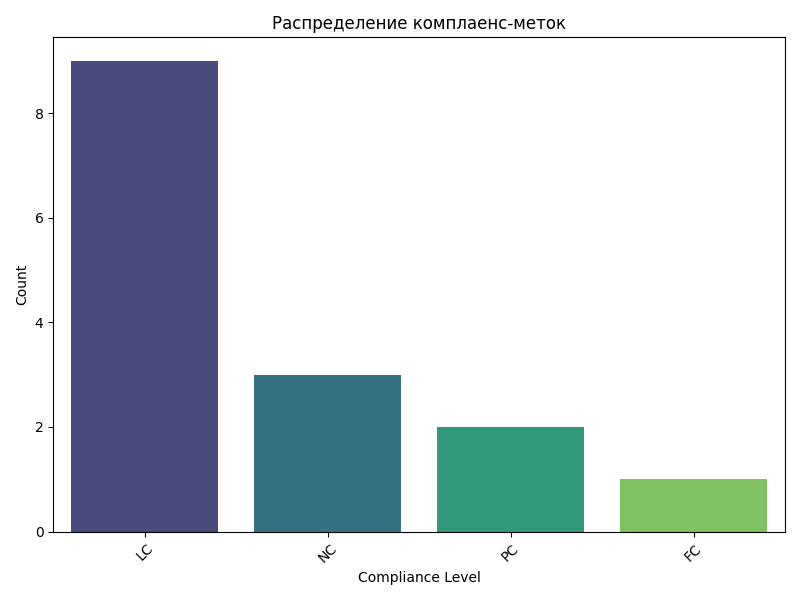 Распределение комплаенс-меток
Count
8
6
4
2
0
LC
NC
PC
FC
Compliance Level